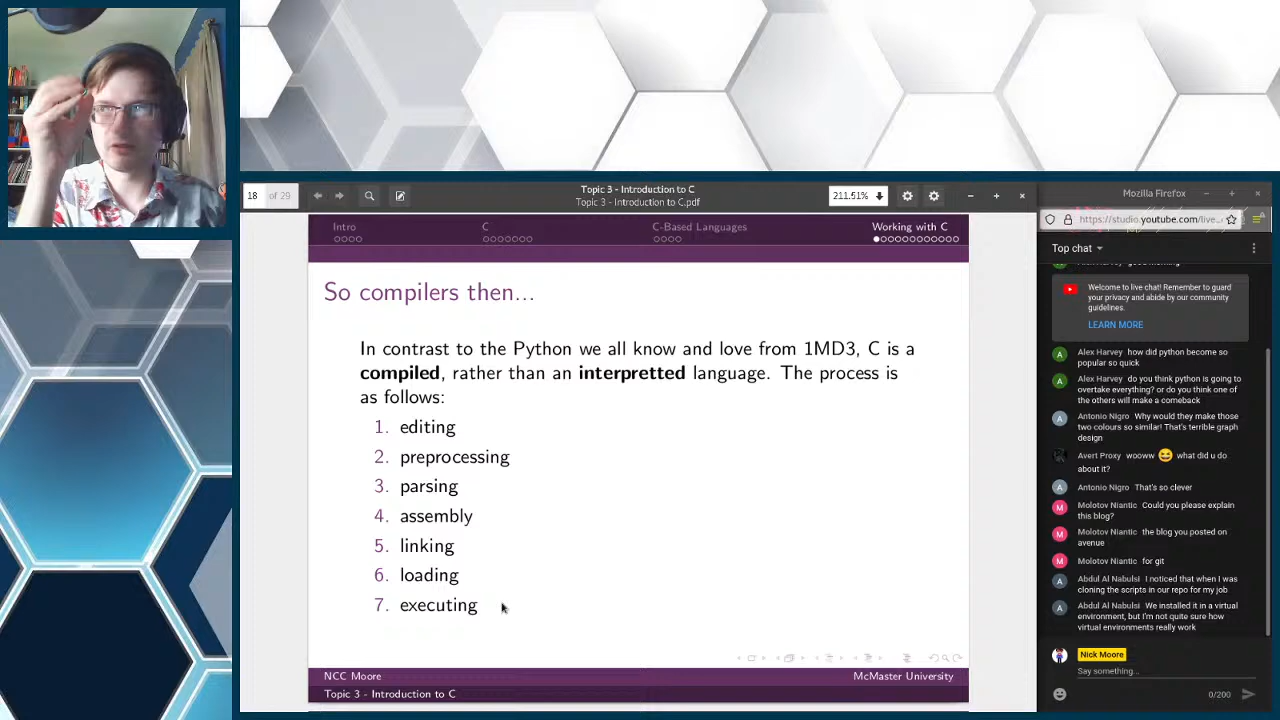 18 of 29
Topic 3 - Introduction to C
Topic 3 - Introduction to C.pdf
211.51%
Intro
C
C-Based Languages
Working with C
So compilers then...
In contrast to the Python we all know and love from 1MD3, C is a
compiled, rather than an interpretted language. The process is
as follows:
1. editing
2. preprocessing
3. parsing
4. assembly
5. linking
6. loading
7. executing
NCC Moore
McMaster University
Topic 3 - Introduction to C
Mozilla Firefox
https://studio.youtube.com/live_
Top chat
Welcome to live chat! Remember to guard
your privacy and abide by our community
guidelines.
LEARN MORE
Alex Harvey how did python become so
popular so quick
Alex Harvey do you think python is going to
overtake everything? or do you think one of
the others will make a comeback
A Antonio Nigro Why would they make those
two colours so similar! That's terrible graph
design
Avert Proxy wooww 😆 what did u do
about it?
A Antonio Nigro That's so clever
M Molotov Niantic Could you please explain
this blog?
M Molotov Niantic the blog you posted on
avenue
M Molotov Niantic for git
A Abdul Al Nabulsi I noticed that when I was
cloning the scripts in our repo for my job
A Abdul Al Nabulsi We installed it in a virtual
environment, but I'm not quite sure how
virtual environments really work
Nick Moore
Say something...
0/200